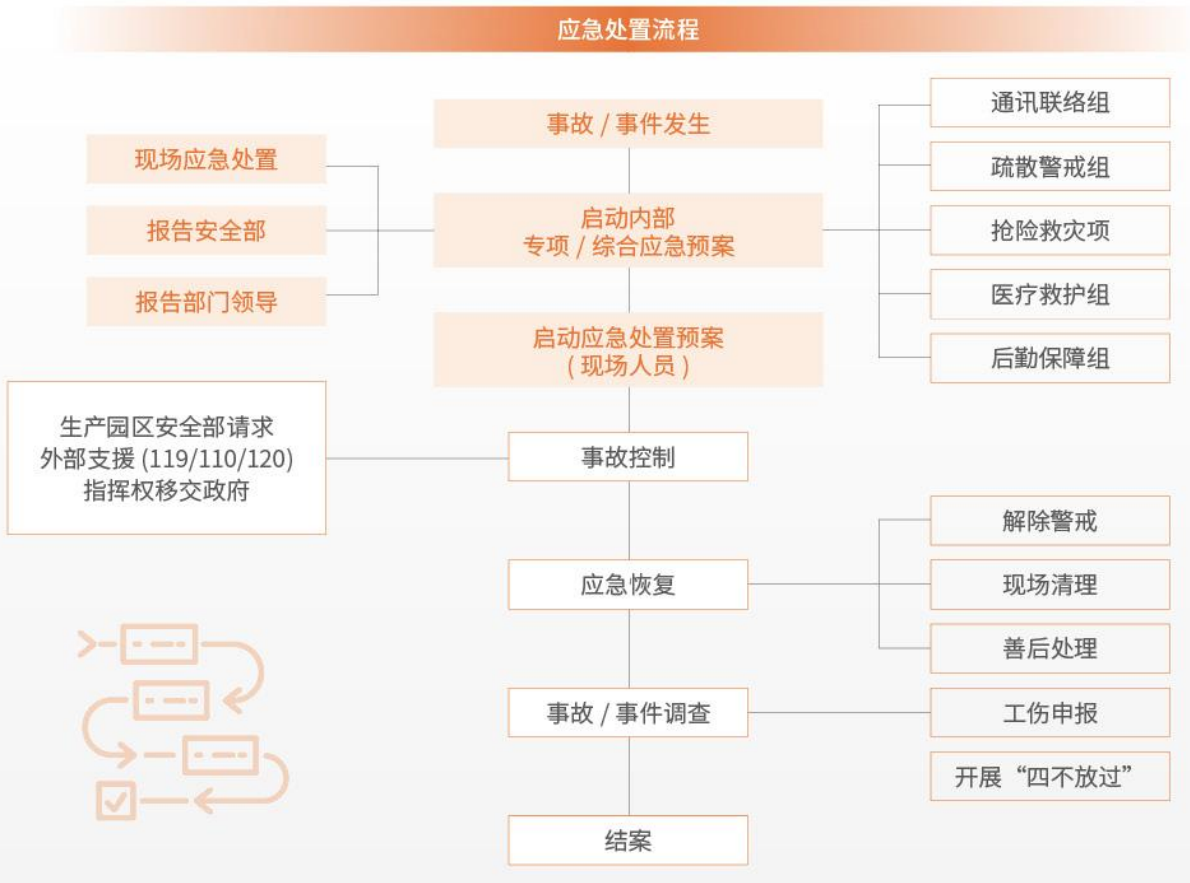 应急处置流程
事故 / 事件发生
现场应急处置
报告安全部
报告部门领导
启动内部
专项 / 综合应急预案
通讯联络组
疏散警戒组
抢险救灾项
医疗救护组
后勤保障组
启动应急处置预案
( 现场人员 )
生产园区安全部请求
外部支援 (119/110/120)
指挥权移交政府
事故控制
应急恢复
解除警戒
现场清理
善后处理
事故 / 事件调查
工伤申报
开展“四不放过”
结案